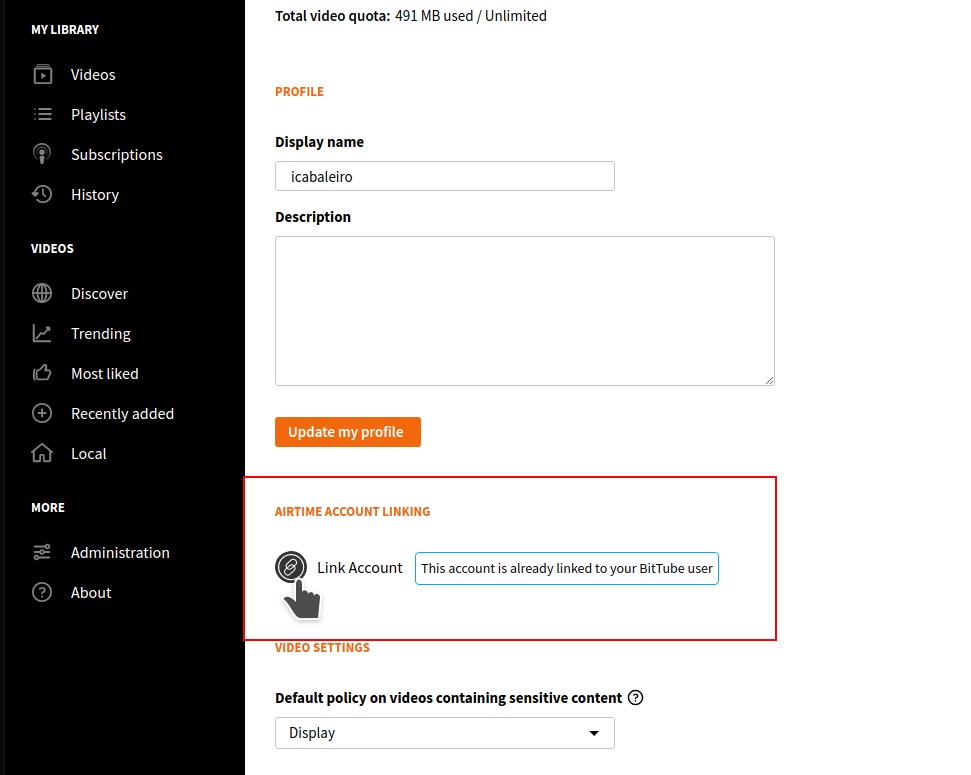 MY LIBRARY
Videos
Playlists
Subscriptions
History
VIDEOS
Discover
Trending
Most liked
Recently added
Local
MORE
Administration
About
Total video quota: 491 MB used / Unlimited
PROFILE
Display name
icabaleiro
Description
Update my profile
AIRTIME ACCOUNT LINKING
Link Account
This account is already linked to your BitTube user
VIDEO SETTINGS
Default policy on videos containing sensitive content ?
Display